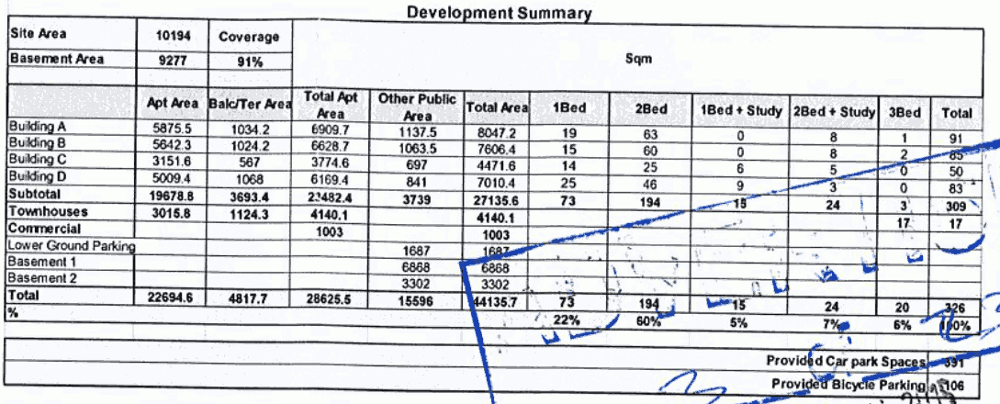 Development Summary
Site Area 10194 Coverage
Basement Area 9277 91% Sqm
Apt Area Balc/Ter Area Total Apt Area Other Public Area Total Area 1Bed 2Bed 1Bed + Study 2Bed + Study 3Bed Total
Building A 5875.5 1034.2 6909.7 1137.5 8047.2 19 63 0 8 1 91
Building B 5642.3 1024.2 6628.7 1063.5 7606.4 15 60 0 8 2 85
Building C 3151.6 567 3774.6 697 4471.6 14 25 6 5 0 50
Building D 5009.4 1068 6169.4 841 7010.4 25 46 9 3 0 83
Subtotal 19678.8 3693.4 23482.4 3739 27135.6 73 194 15 24 3 309
Townhouses 3015.8 1124.3 4140.1 4140.1 17 17
Commercial 1003 1003
Lower Ground Parking 1687 1687
Basement 1 6868 6868
Basement 2 3302 3302
Total 22694.6 4817.7 28625.5 15596 44135.7 73 194 15 24 20 326
% 22% 60% 5% 7% 6% 100%
Provided Car park Spaces 391
Provided Bicycle Parking 106